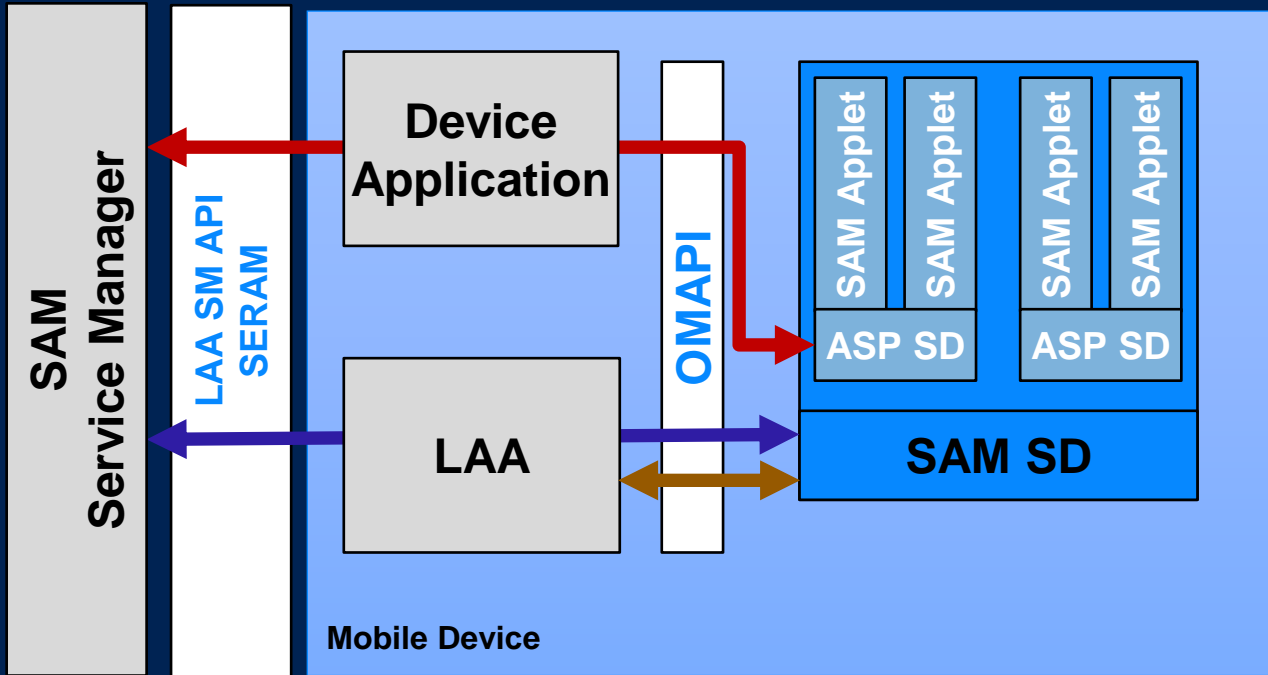 SAM
Service Manager
LAA SM API
SERAM
Device
Application
LAA
OMAPI
SAM Applet
SAM Applet
SAM Applet
SAM Applet
ASP SD
ASP SD
SAM SD
Mobile Device